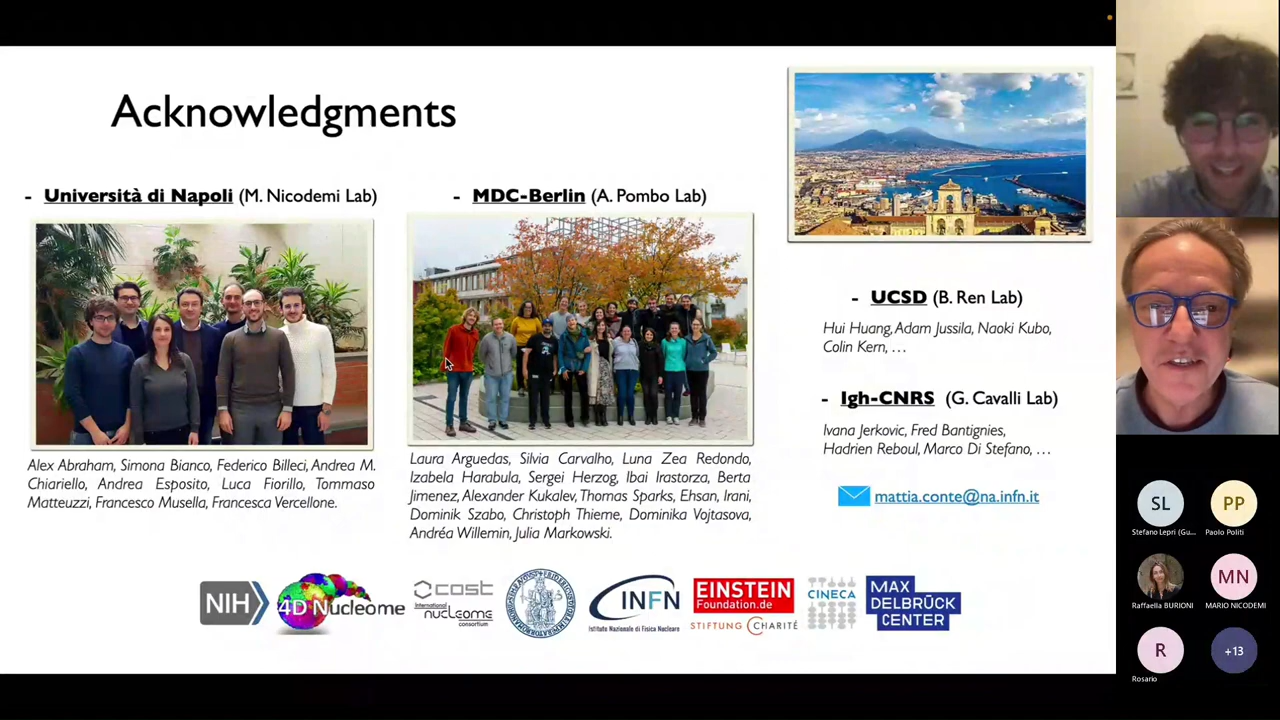 Acknowledgments
- Università di Napoli (M. Nicodemi Lab)
Alex Abraham, Simona Bianco, Federico Billeci, Andrea M.
Chiariello, Andrea Esposito, Luca Fiorillo, Tommaso
Matteuzzi, Francesco Musella, Francesca Vercellone.
- MDC-Berlin (A. Pombo Lab)
Laura Arguedas, Silvia Carvalho, Luna Zea Redondo,
Izabela Harabula, Sergei Herzog, Ibai Irastorza, Berta
Jimenez, Alexander Kukalev, Thomas Sparks, Ehsan, Irani,
Dominik Szabo, Christoph Thieme, Dominika Vojtasova,
Andréa Willemin, Julia Markowski.
- UCSD (B. Ren Lab)
Hui Huang, Adam Jussila, Naoki Kubo,
Colin Kern, …
- Igh-CNRS (G. Cavalli Lab)
Ivana Jerkovic, Fred Bantignies,
Hadrien Reboul, Marco Di Stefano, …
mattia.conte@na.infn.it
NIH
4D Nucleome
cost
International
nucleome
consortium
INFN
Istituto Nazionale di Fisica Nucleare
EINSTEIN
Foundation.de
STIFTUNG CHARITÉ
CINECA
MAX
DELBRÜCK
CENTER
SL
Stefano Lepri (Gu...
PP
Paolo Politi
Raffaella BURIONI
MN
MARIO NICODEMI
R
Rosario
+13